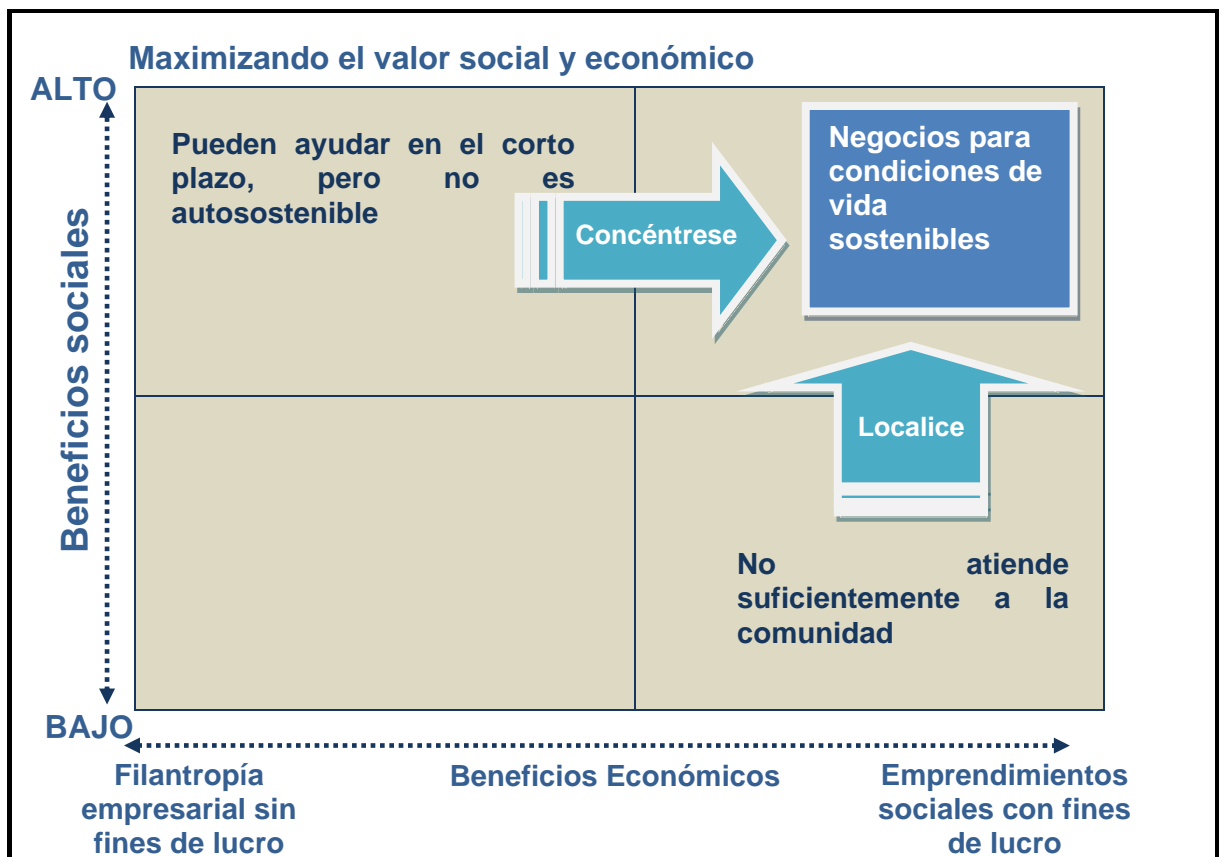 Maximizando el valor social y económico
ALTO
Pueden ayudar en el corto
plazo, pero no es
autosostenible
Concéntrese
Negocios para
condiciones de
vida
sostenibles
Beneficios sociales
Localice
No atiende
suficientemente a la
comunidad
BAJO
Filantropía
empresarial sin
fines de lucro
Beneficios Económicos
Emprendimientos
sociales con fines
de lucro